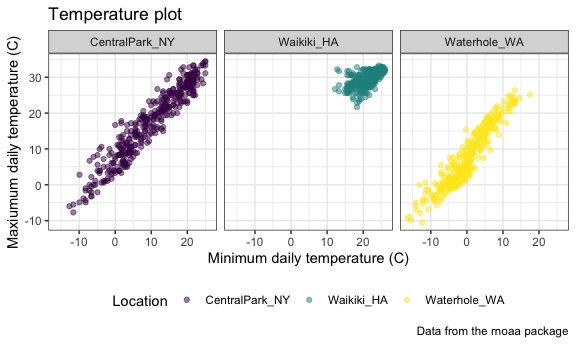 Temperature plot
CentralPark_NY Waikiki_HA Waterhole_WA
Maxiumum daily temperature (C)
30
20
10
0
-10
-10 0 10 20 -10 0 10 20 -10 0 10 20
Minimum daily temperature (C)
Location CentralPark_NY Waikiki_HA Waterhole_WA
Data from the rnoaa package